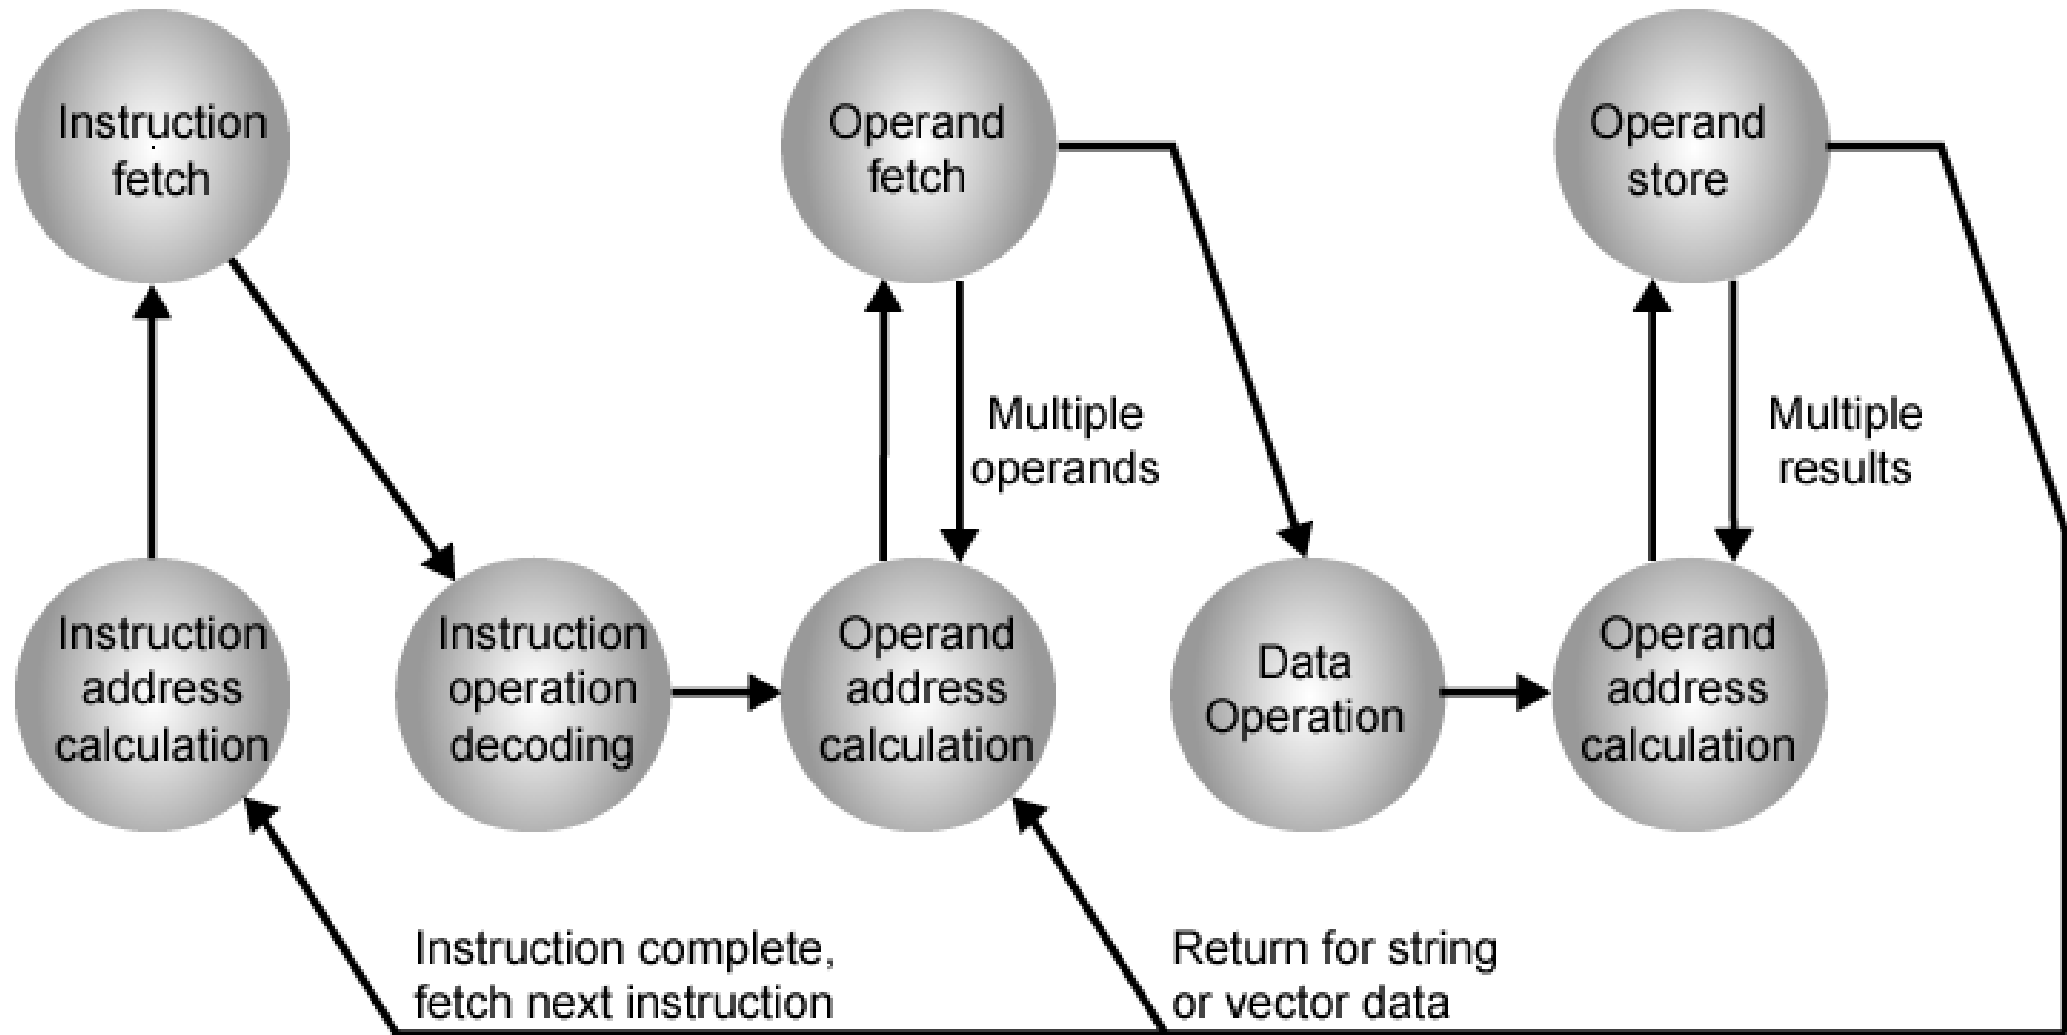 Instruction
fetch
Operand
fetch
Operand
store
Multiple
operands
Multiple
results
Instruction
address
calculation
Instruction
operation
decoding
Operand
address
calculation
Data
Operation
Operand
address
calculation
Instruction complete,
fetch next instruction
Return for string
or vector data